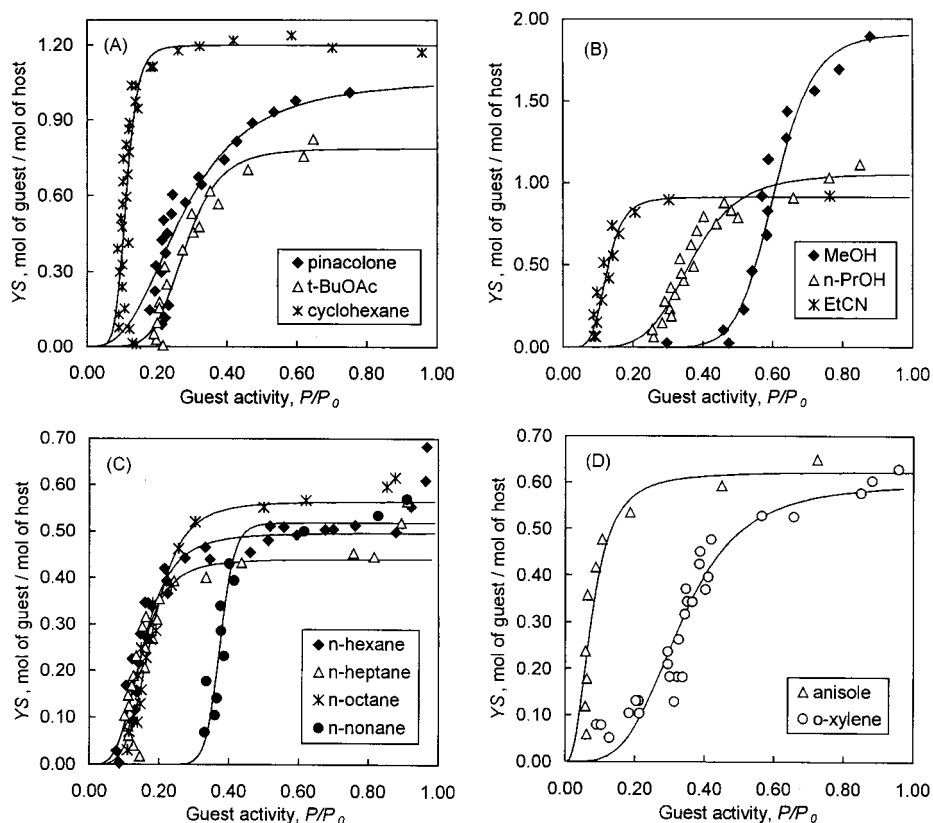 (A)
YS, mol of guest / mol of host
1.20
0.90
0.60
0.30
0.00
0.00 0.20 0.40 0.60 0.80 1.00
Guest activity, P/P₀
pinacolone
t-BuOAc
cyclohexane
(B)
YS, mol of guest / mol of host
2.00
1.50
1.00
0.50
0.00
0.00 0.20 0.40 0.60 0.80 1.00
Guest activity, P/P₀
MeOH
n-PrOH
EtCN
(C)
YS, mol of guest / mol of host
0.70
0.60
0.50
0.40
0.30
0.20
0.10
0.00
0.00 0.20 0.40 0.60 0.80 1.00
Guest activity, P/P₀
n-hexane
n-heptane
n-octane
n-nonane
(D)
YS, mol of guest / mol of host
0.70
0.60
0.50
0.40
0.30
0.20
0.10
0.00
0.00 0.20 0.40 0.60 0.80 1.00
Guest activity, P/P₀
anisole
o-xylene